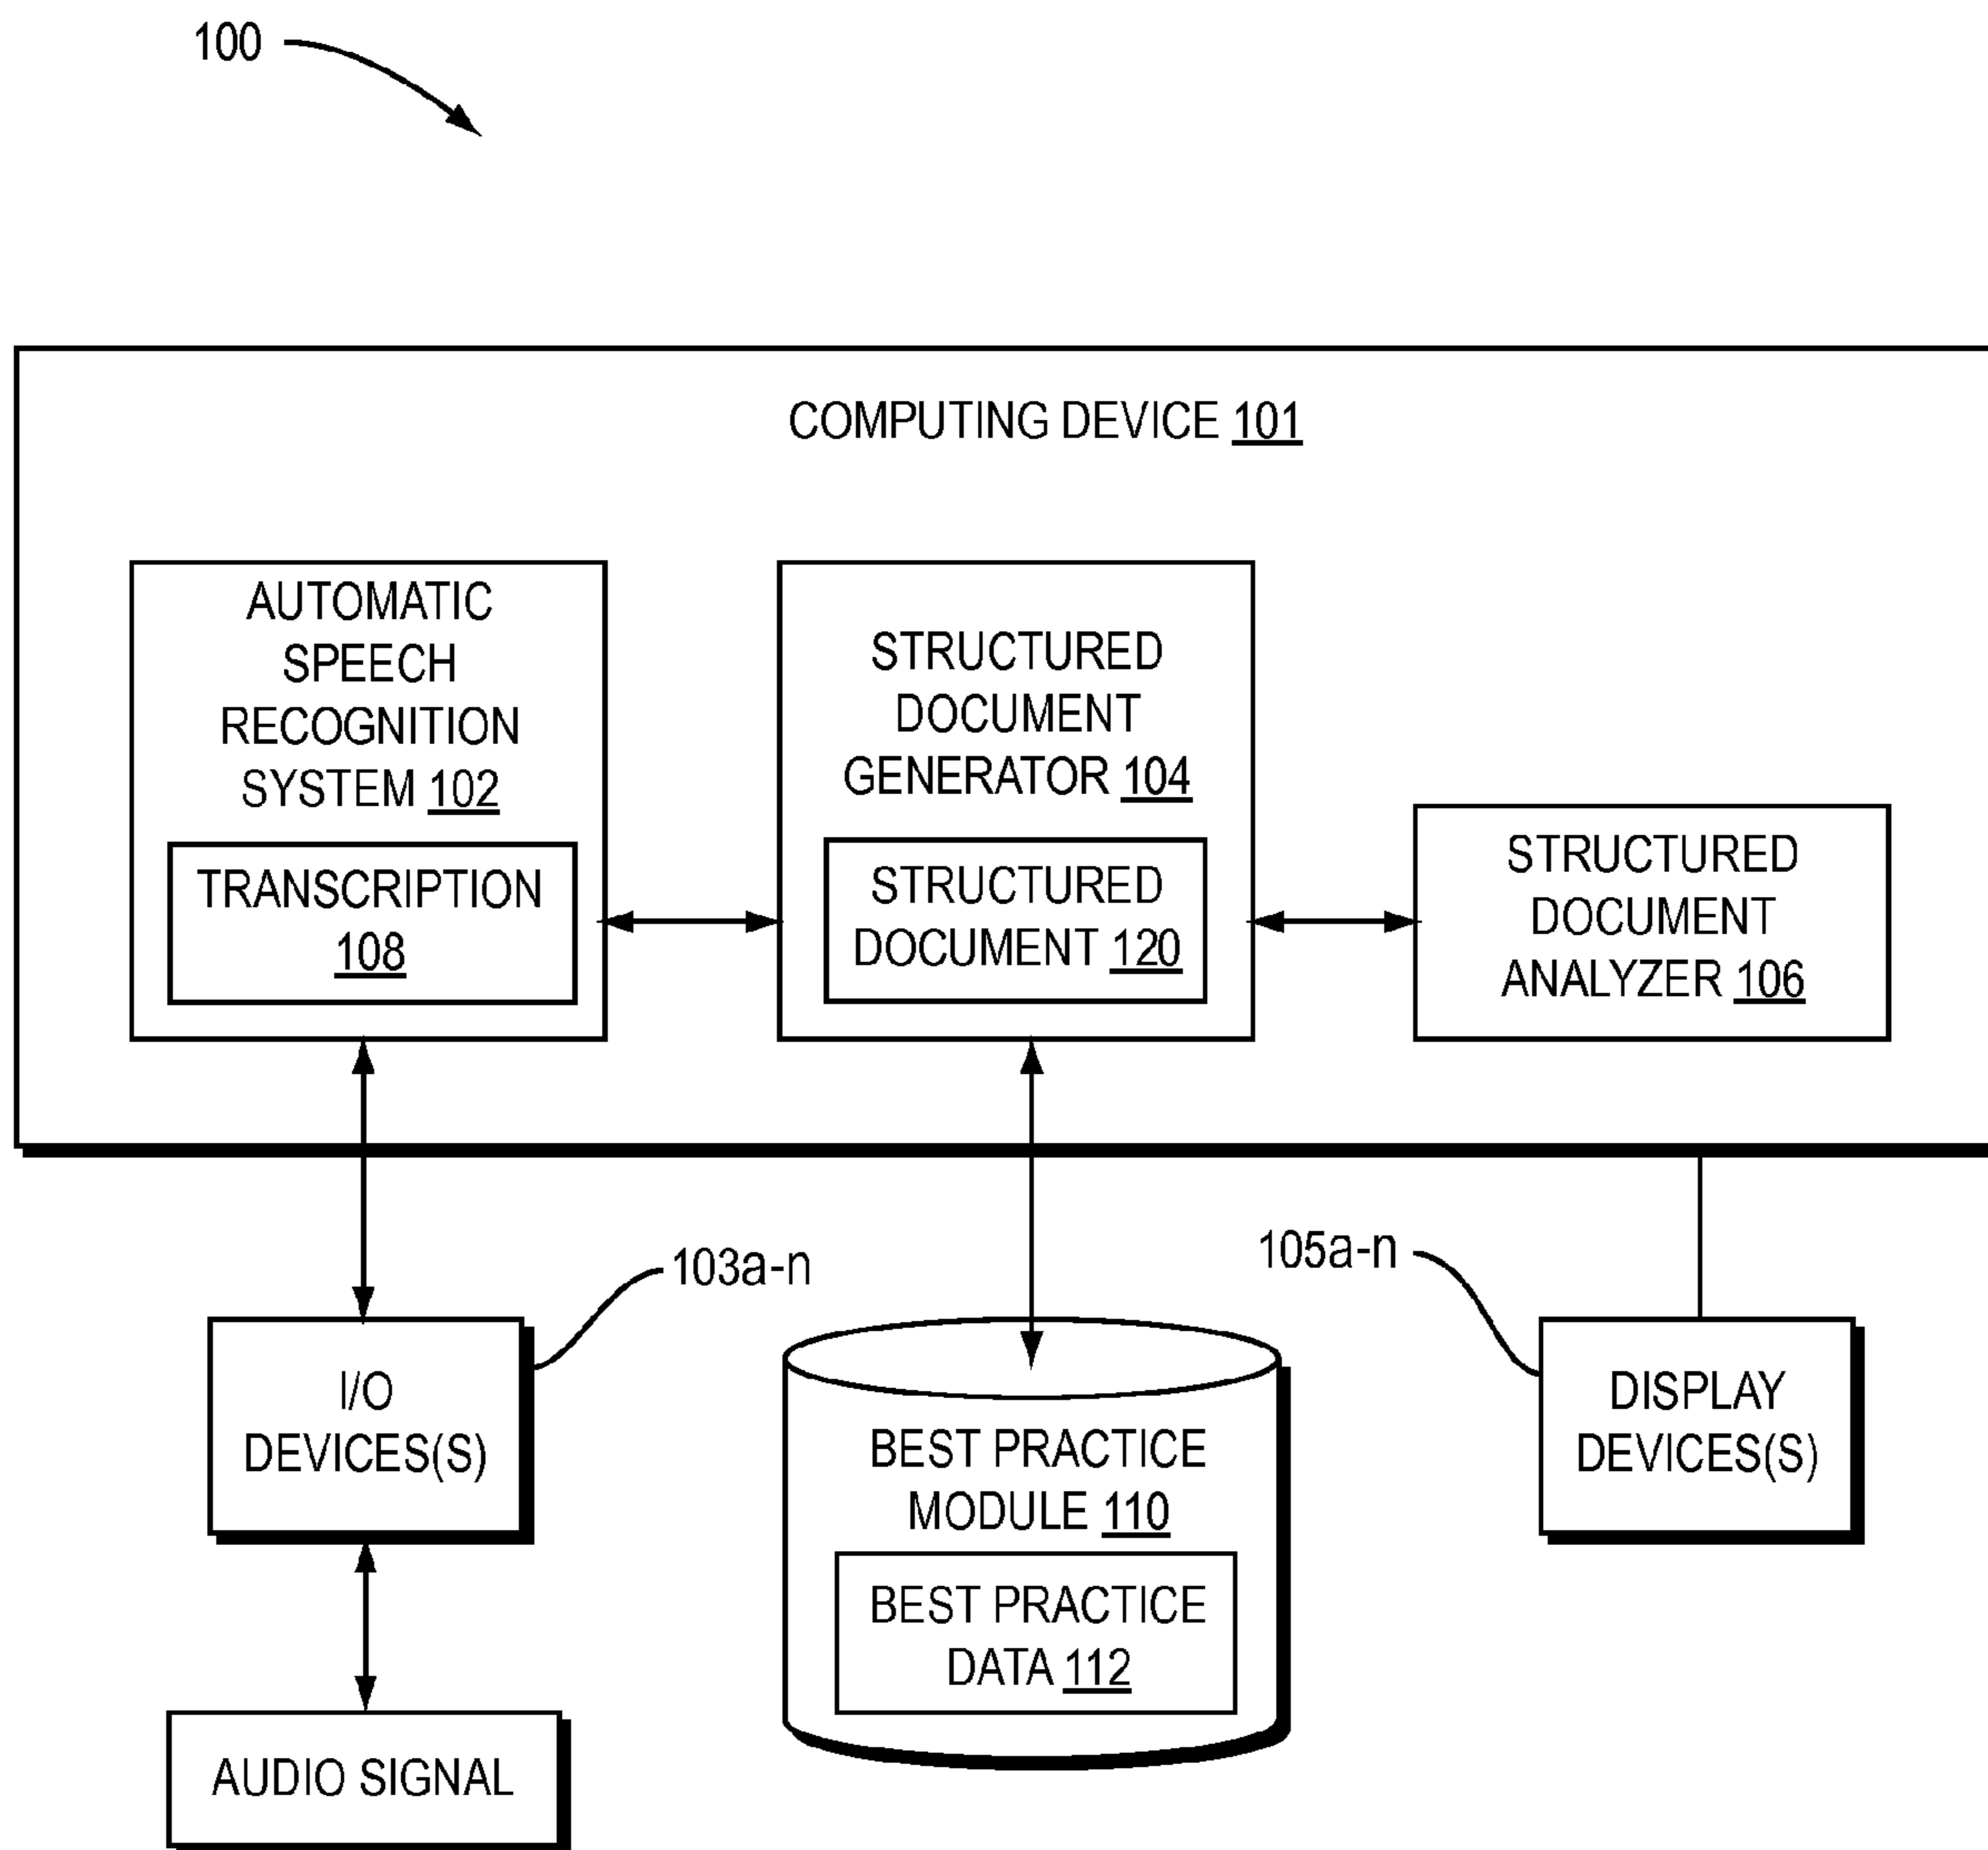 100
COMPUTING DEVICE 101
AUTOMATIC
SPEECH
RECOGNITION
SYSTEM 102
TRANSCRIPTION
108
STRUCTURED
DOCUMENT
GENERATOR 104
STRUCTURED
DOCUMENT 120
STRUCTURED
DOCUMENT
ANALYZER 106
103a-n
105a-n
I/O
DEVICES(S)
BEST PRACTICE
MODULE 110
BEST PRACTICE
DATA 112
DISPLAY
DEVICES(S)
AUDIO SIGNAL